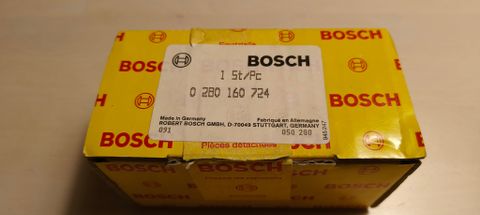 Ersatzteile
BOSCH
BOSCH
BOSCH
1 St/Pc
0 280 160 724
Made in Germany
Fabriqué en Allemagne
ROBERT BOSCH GMBH, D-70049 STUTTGART, GERMANY
091
050 280
BOSCH
BOSCH
Pièces détachées
BOSCH